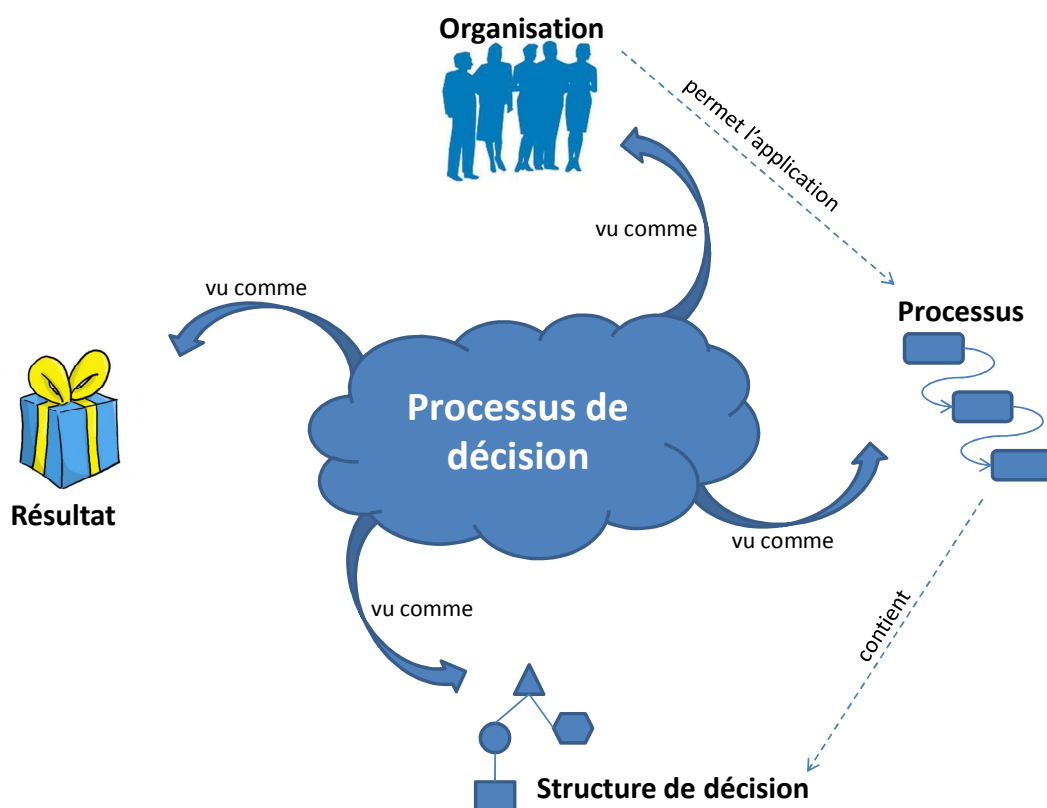 Organisation
permet l'application
vu comme
vu comme
Processus
Processus de
décision
Résultat
vu comme
vu comme
contient
Structure de décision